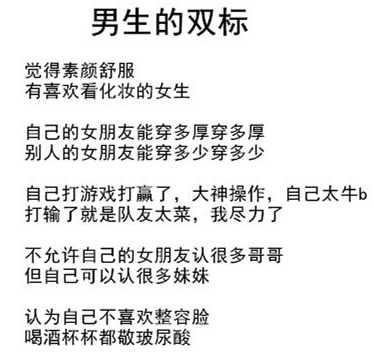 男生的双标
觉得素颜舒服
有喜欢看化妆的女生
自己的女朋友能穿多厚穿多厚
别人的女朋友能穿多少穿多少
自己打游戏打赢了，大神操作，自己太牛b
打输了就是队友太菜，我尽力了
不允许自己的女朋友认很多哥哥
但自己可以认很多妹妹
认为自己不喜欢整容脸
喝酒杯杯都敬玻尿酸